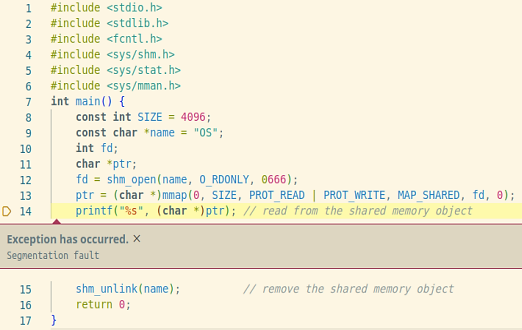 1 #include <stdio.h>
2 #include <stdlib.h>
3 #include <fcntl.h>
4 #include <sys/shm.h>
5 #include <sys/stat.h>
6 #include <sys/mman.h>
7 int main() {
8 const int SIZE = 4096;
9 const char *name = "OS";
10 int fd;
11 char *ptr;
12 fd = shm_open(name, O_RDONLY, 0666);
13 ptr = (char *)mmap(0, SIZE, PROT_READ | PROT_WRITE, MAP_SHARED, fd, 0);
14 printf("%s", (char *)ptr); // read from the shared memory object
Exception has occurred. ×
Segmentation fault
15 shm_unlink(name); // remove the shared memory object
16 return 0;
17 }